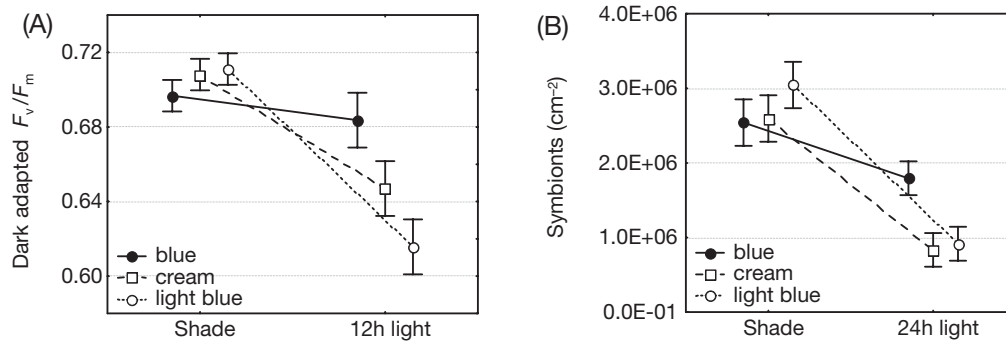 (A)
Dark adapted Fᵥ/Fₘ
0.72
0.68
0.64
0.60
blue
cream
light blue
Shade 12h light
(B)
Symbionts (cm⁻²)
4.0E+06
3.0E+06
2.0E+06
1.0E+06
0.0E-01
blue
cream
light blue
Shade 24h light